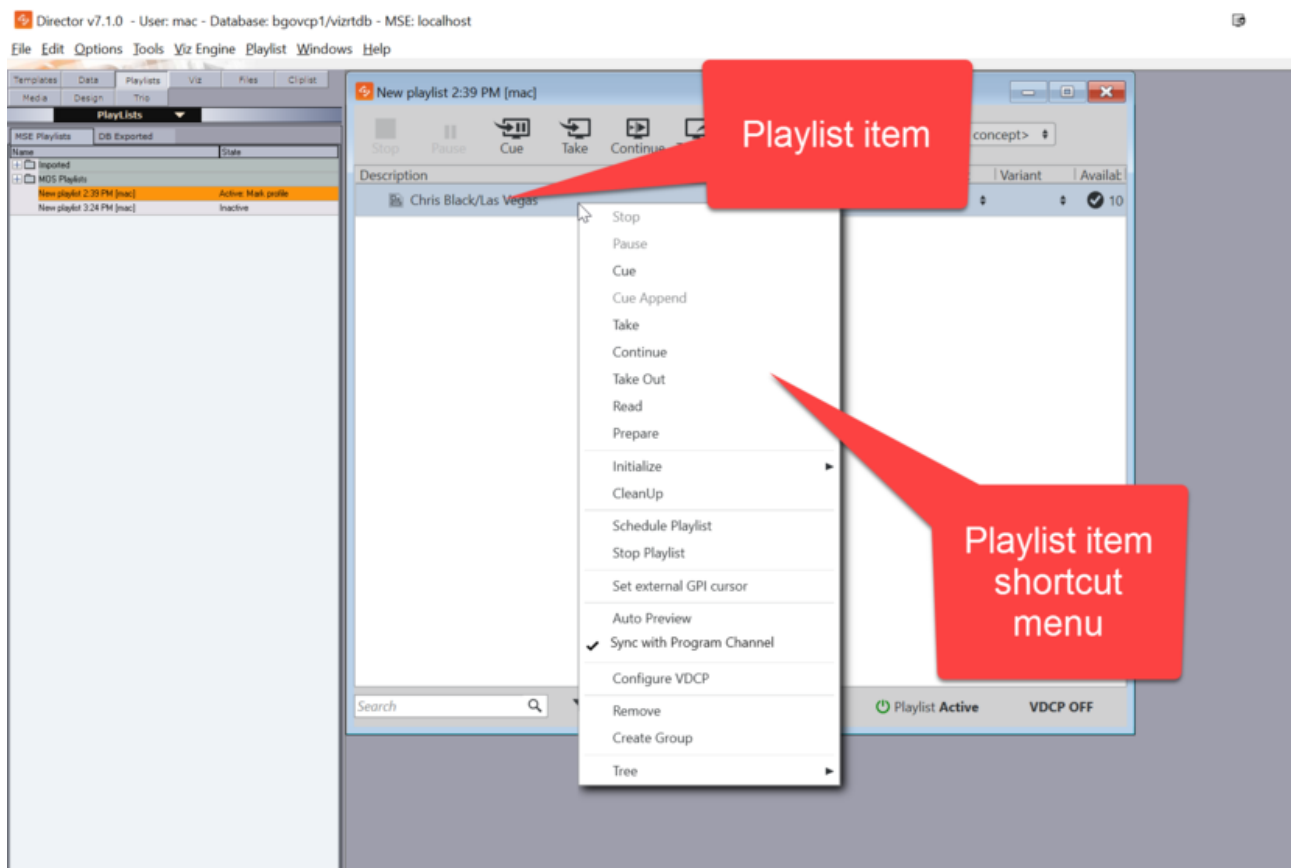 Director v7.1.0 - User: mac - Database: bgovcp1/vizrtdb - MSE: localhost
File Edit Options Tools Viz Engine Playlist Windows Help
Templates Data Playlists Viz Files Cliplist
Media Design Trio
PlayLists
MSE Playlists DB Exported
Name State
Imported
MOS Playlists
New playlist 2:39 PM [mac] Active: Mark profile
New playlist 3:24 PM [mac] Inactive
New playlist 2:39 PM [mac]
Stop Pause Cue Take Continue
concept>
Description Variant Availab
Chris Black/Las Vegas 10
Playlist item
Stop
Pause
Cue
Cue Append
Take
Continue
Take Out
Read
Prepare
Initialize
CleanUp
Schedule Playlist
Stop Playlist
Set external GPI cursor
Auto Preview
Sync with Program Channel
Configure VDCP
Remove
Create Group
Tree
Playlist item
shortcut
menu
Search Playlist Active VDCP OFF